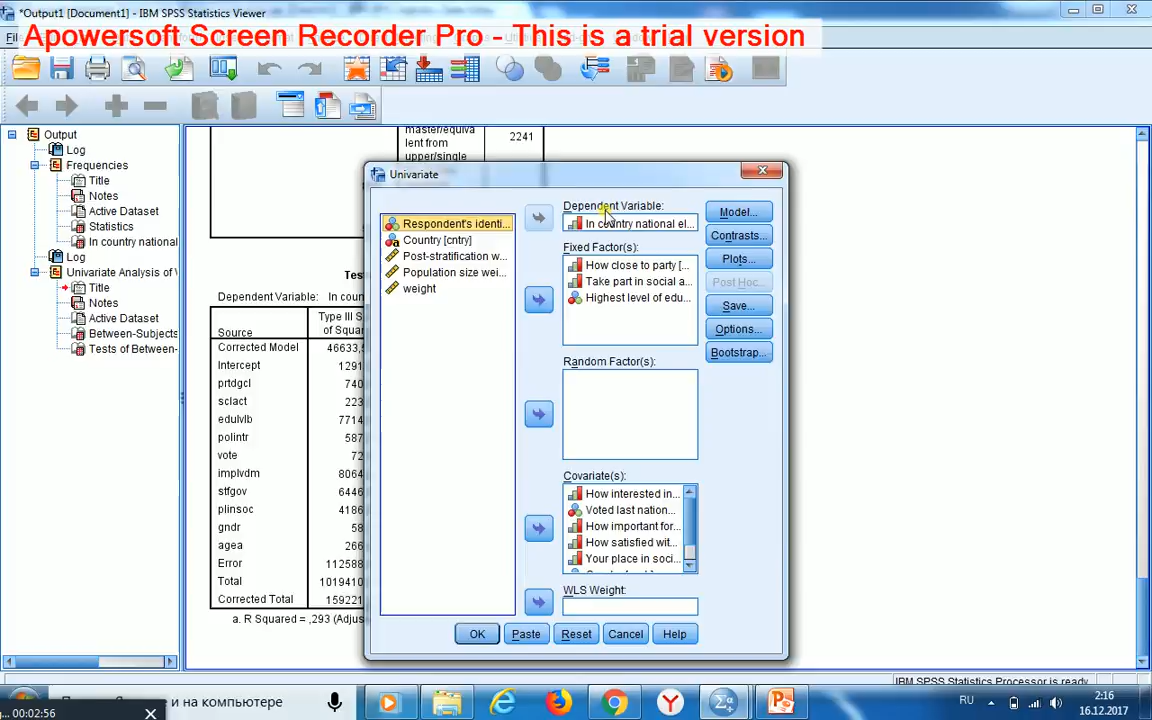 *Output1 [Document1] - IBM SPSS Statistics Viewer
Apowersoft Screen Recorder Pro - This is a trial version
Output
Log
Frequencies
Title
Notes
Active Dataset
Statistics
In country national
Log
Univariate Analysis of V
Title
Notes
Active Dataset
Between-Subjects
Tests of Between-
master/equiva
lent from
upper/single
2241
Tes
Dependent Variable: In coun
Source
Type III S
of Squar
Corrected Model 46633,
Intercept 1291
prtdgcl 740
sclact 223
edulvlb 7714
polintr 587
vote 72
implvdm 8064
stfgov 6446
plinsoc 4186
gndr 58
agea 266
Error 112588
Total 1019410
Corrected Total 159221
a. R Squared = ,293 (Adjus
Univariate
Respondent's identi...
Country [cntry]
Post-stratification w...
Population size wei...
weight
Dependent Variable:
In country national el...
Fixed Factor(s):
How close to party [...
Take part in social a...
Highest level of edu...
Random Factor(s):
Covariate(s):
How interested in...
Voted last nation...
How important for...
How satisfied wit...
Your place in soci...
WLS Weight:
Model...
Contrasts...
Plots...
Post Hoc...
Save...
Options...
Bootstrap...
OK Paste Reset Cancel Help
IBM SPSS Statistics Processor is ready
и на компьютере
RU
2:16
16.12.2017
... 00:02:56